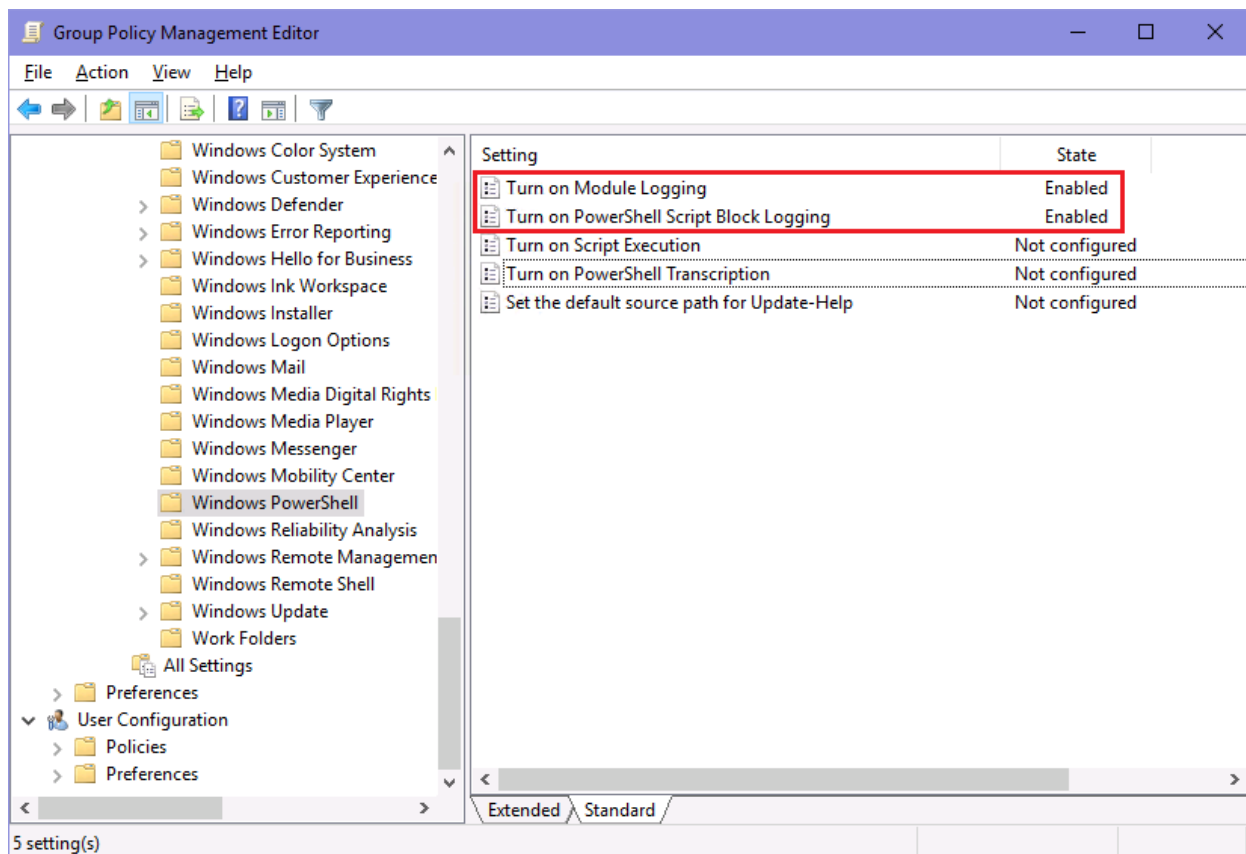 Group Policy Management Editor
File Action View Help
Windows Color System
Windows Customer Experience
Windows Defender
Windows Error Reporting
Windows Hello for Business
Windows Ink Workspace
Windows Installer
Windows Logon Options
Windows Mail
Windows Media Digital Rights
Windows Media Player
Windows Messenger
Windows Mobility Center
Windows PowerShell
Windows Reliability Analysis
Windows Remote Managemen
Windows Remote Shell
Windows Update
Work Folders
All Settings
Preferences
User Configuration
Policies
Preferences
Setting State
Turn on Module Logging Enabled
Turn on PowerShell Script Block Logging Enabled
Turn on Script Execution Not configured
Turn on PowerShell Transcription Not configured
Set the default source path for Update-Help Not configured
Extended Standard
5 setting(s)